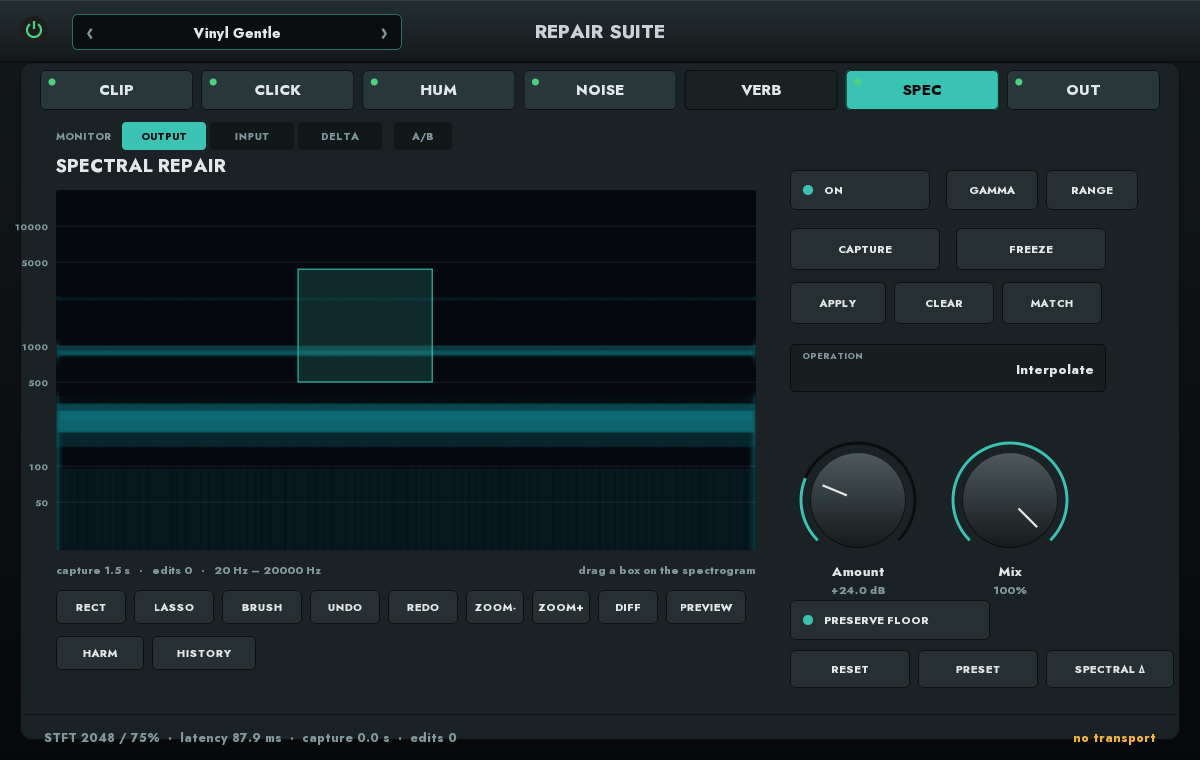 ‹ Vinyl Gentle ›
REPAIR SUITE
CLIP CLICK HUM NOISE VERB SPEC OUT
MONITOR OUTPUT INPUT DELTA A/B
SPECTRAL REPAIR
ON GAMMA RANGE
10000
5000
1000
500
100
50
CAPTURE FREEZE
APPLY CLEAR MATCH
OPERATION
Interpolate
Amount Mix
+24.0 dB 100%
capture 1.5 s · edits 0 · 20 Hz – 20000 Hz drag a box on the spectrogram
RECT LASSO BRUSH UNDO REDO ZOOM- ZOOM+ DIFF PREVIEW
PRESERVE FLOOR
HARM HISTORY
RESET PRESET SPECTRAL Δ
STFT 2048 / 75% · latency 87.9 ms · capture 0.0 s · edits 0 no transport